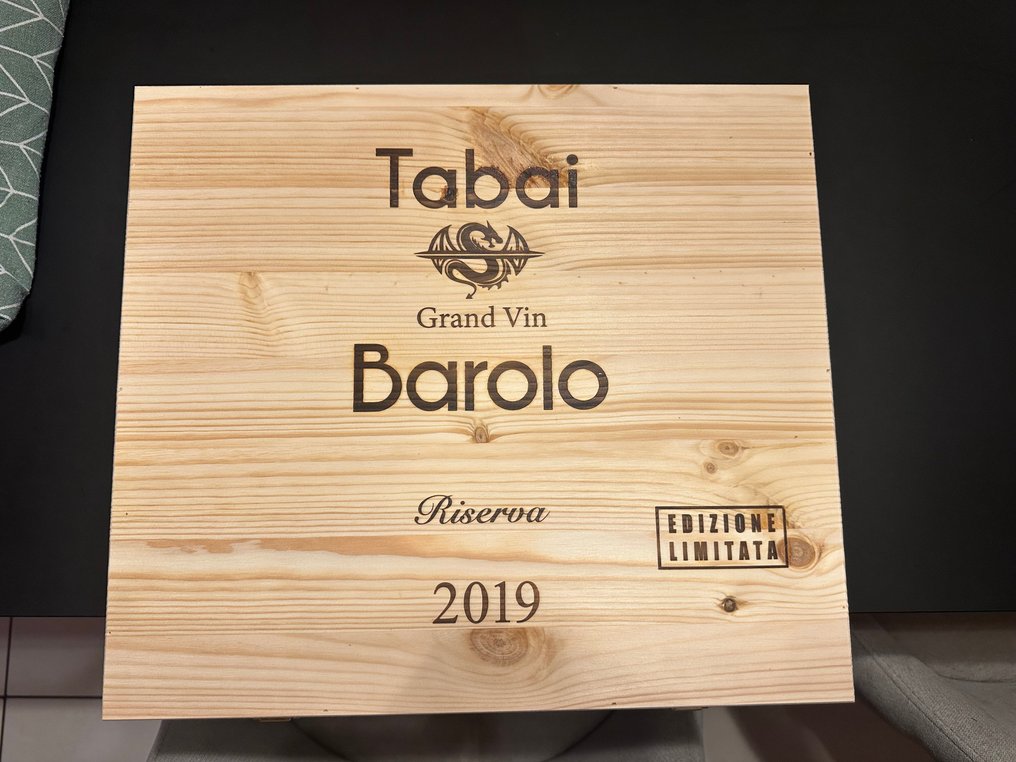 Tabai
Grand Vin
Barolo
Riserva
EDIZIONE
LIMITATA
2019